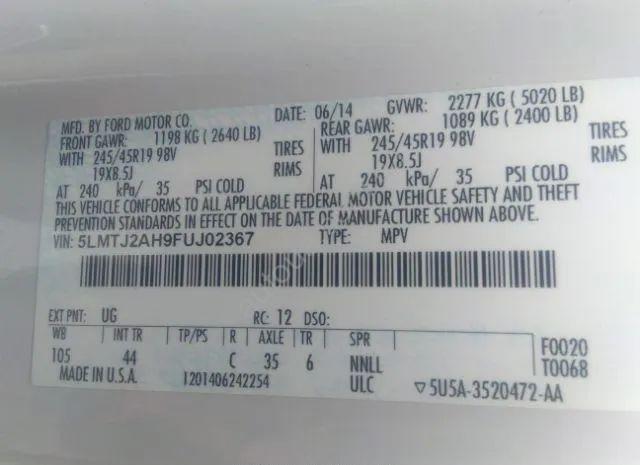 MFD. BY FORD MOTOR CO.
DATE: 06/14 GVWR: 2277 KG ( 5020 LB)
FRONT GAWR: 1198 KG ( 2640 LB)
REAR GAWR: 1089 KG ( 2400 LB)
WITH 245/45R19 98V TIRES
WITH 245/45R19 98V TIRES
19X8.5J RIMS
19X8.5J RIMS
AT 240 kPa/ 35 PSI COLD
AT 240 kPa/ 35 PSI COLD
THIS VEHICLE CONFORMS TO ALL APPLICABLE FEDERAL MOTOR VEHICLE SAFETY AND THEFT
PREVENTION STANDARDS IN EFFECT ON THE DATE OF MANUFACTURE SHOWN ABOVE.
VIN: 5LMTJ2AH9FUJ02367 TYPE: MPV
EXT PNT: UG RC: 12 DSO:
WB INT TR TP/PS R AXLE TR SPR F0020
105 44 C 35 6 NNLL T0068
MADE IN U.S.A. 1201406242254 ULC ▽5U5A-3520472-AA